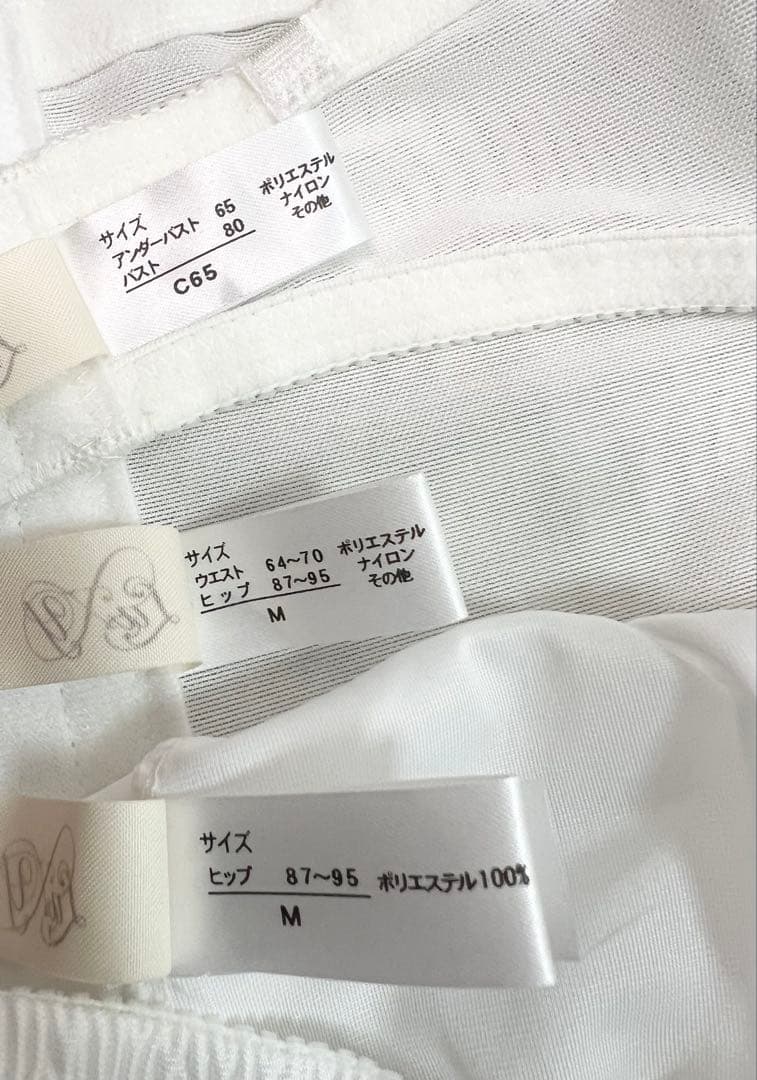 サイズ
アンダーバスト 65
バスト 80
C65
ポリエステル
ナイロン
その他
サイズ
ウエスト 64〜70
ヒップ 87〜95
M
ポリエステル
ナイロン
その他
サイズ
ヒップ 87〜95
M
ポリエステル100%